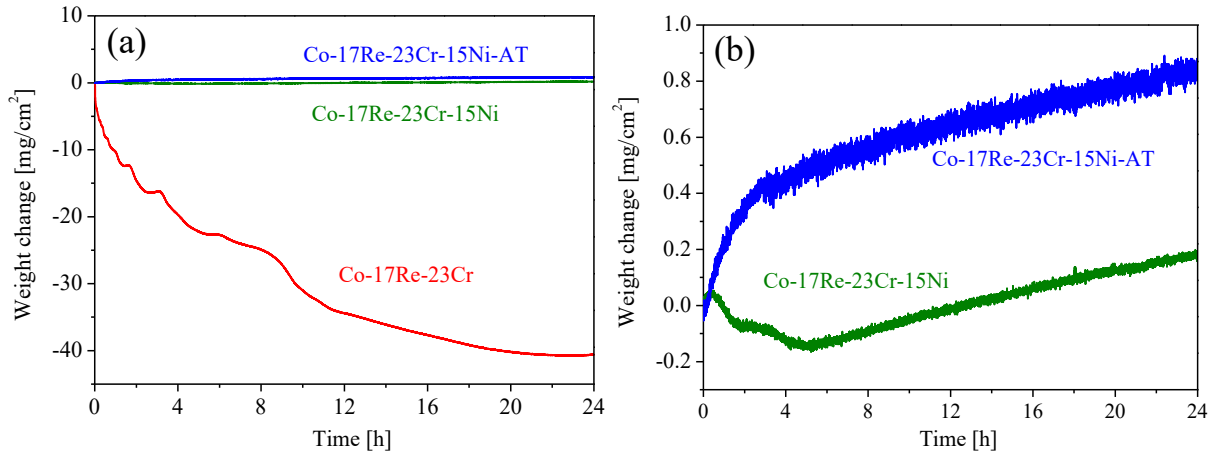 (a)
Co-17Re-23Cr-15Ni-AT
Co-17Re-23Cr-15Ni
Co-17Re-23Cr
Weight change [mg/cm²]
10
0
-10
-20
-30
-40
0
4
8
12
16
20
24
Time [h]
(b)
Co-17Re-23Cr-15Ni-AT
Co-17Re-23Cr-15Ni
Weight change [mg/cm²]
1.0
0.8
0.6
0.4
0.2
0.0
-0.2
0
4
8
12
16
20
24
Time [h]